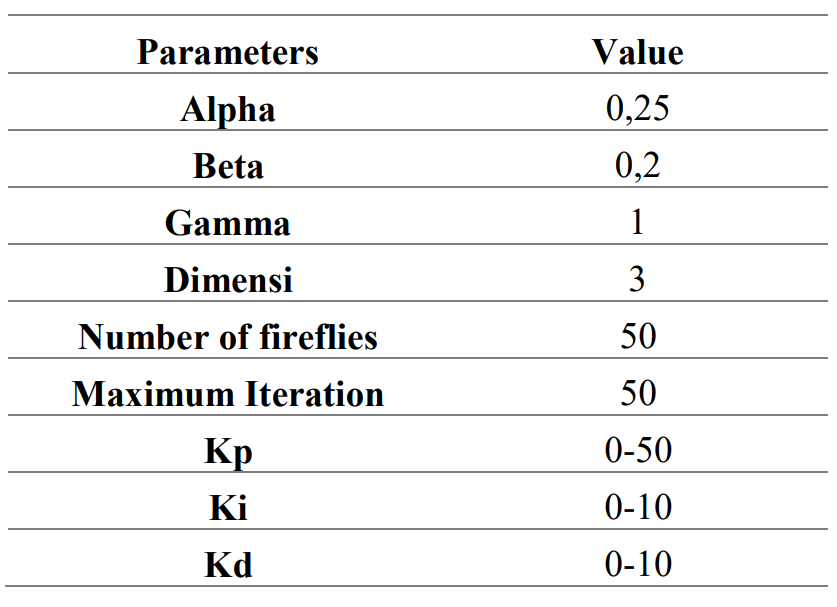 Parameters Value
Alpha 0,25
Beta 0,2
Gamma 1
Dimensi 3
Number of fireflies 50
Maximum Iteration 50
Kp 0-50
Ki 0-10
Kd 0-10